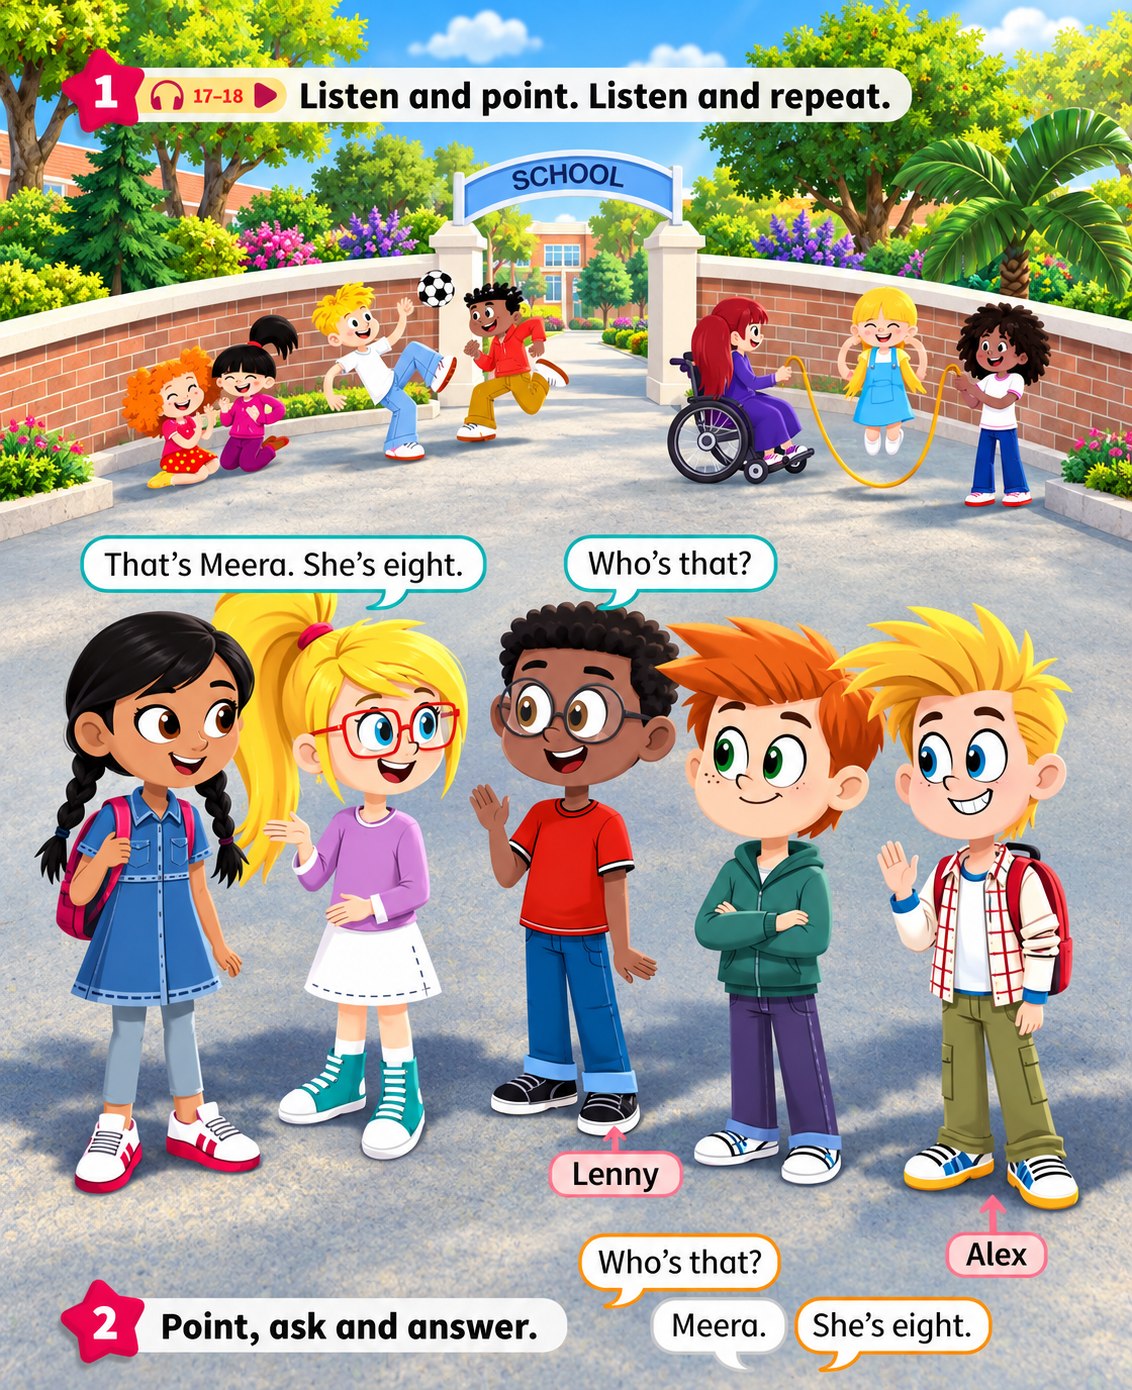 1 17–18 Listen and point. Listen and repeat.
SCHOOL
That's Meera. She's eight.
Who's that?
Lenny
Alex
Who's that?
Meera.
She's eight.
2 Point, ask and answer.